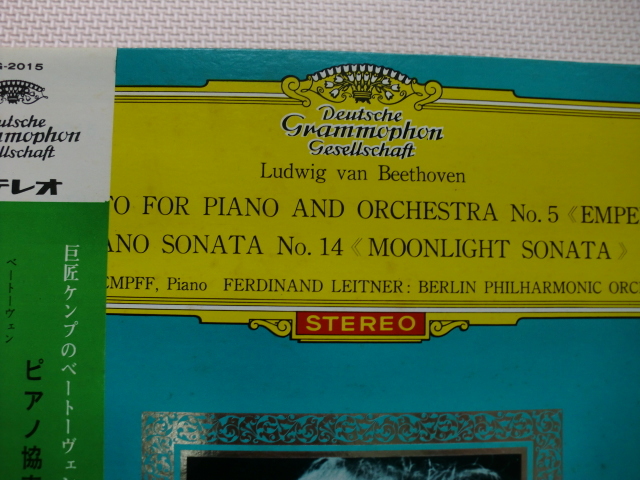 G-2015
Deutsche
Grammophon
Gesellschaft
テレオ
巨匠ケンプのベートーヴェン
ベートーヴェン
ピアノ協
Deutsche
Grammophon
Gesellschaft
Ludwig van Beethoven
TO FOR PIANO AND ORCHESTRA No. 5 《EMPE
ANO SONATA No. 14 《MOONLIGHT SONATA》
EMPFF, Piano FERDINAND LEITNER: BERLIN PHILHARMONIC ORC
STEREO